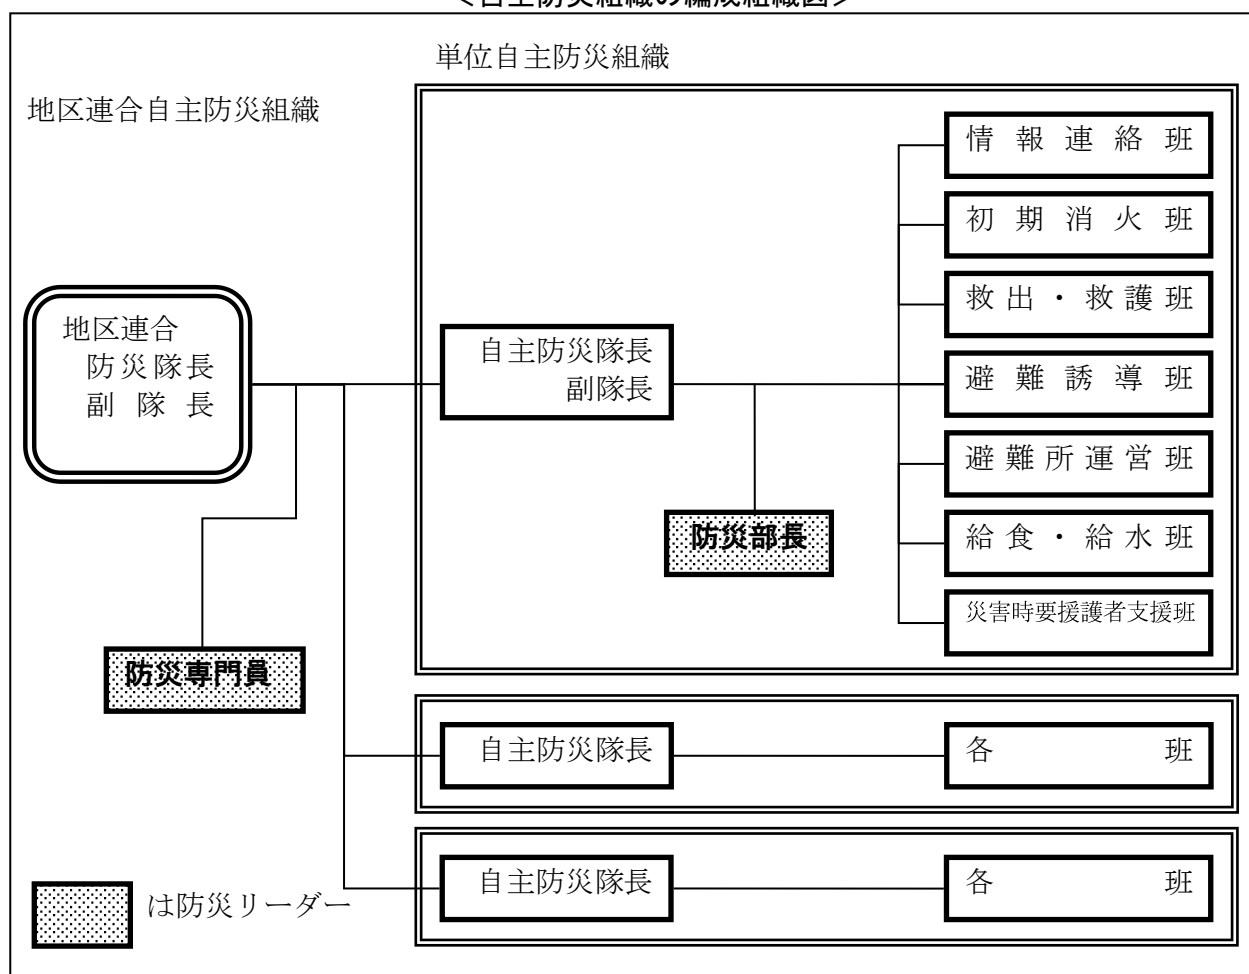 <自主防災組織の編成組織図>
単位自主防災組織
地区連合自主防災組織
情報連絡班
初期消火班
救出・救護班
地区連合
防災隊長
副隊長
自主防災隊長
副隊長
避難誘導班
避難所運営班
防災部長
給食・給水班
災害時要援護者支援班
防災専門員
自主防災隊長
各班
自主防災隊長
各班
は防災リーダー